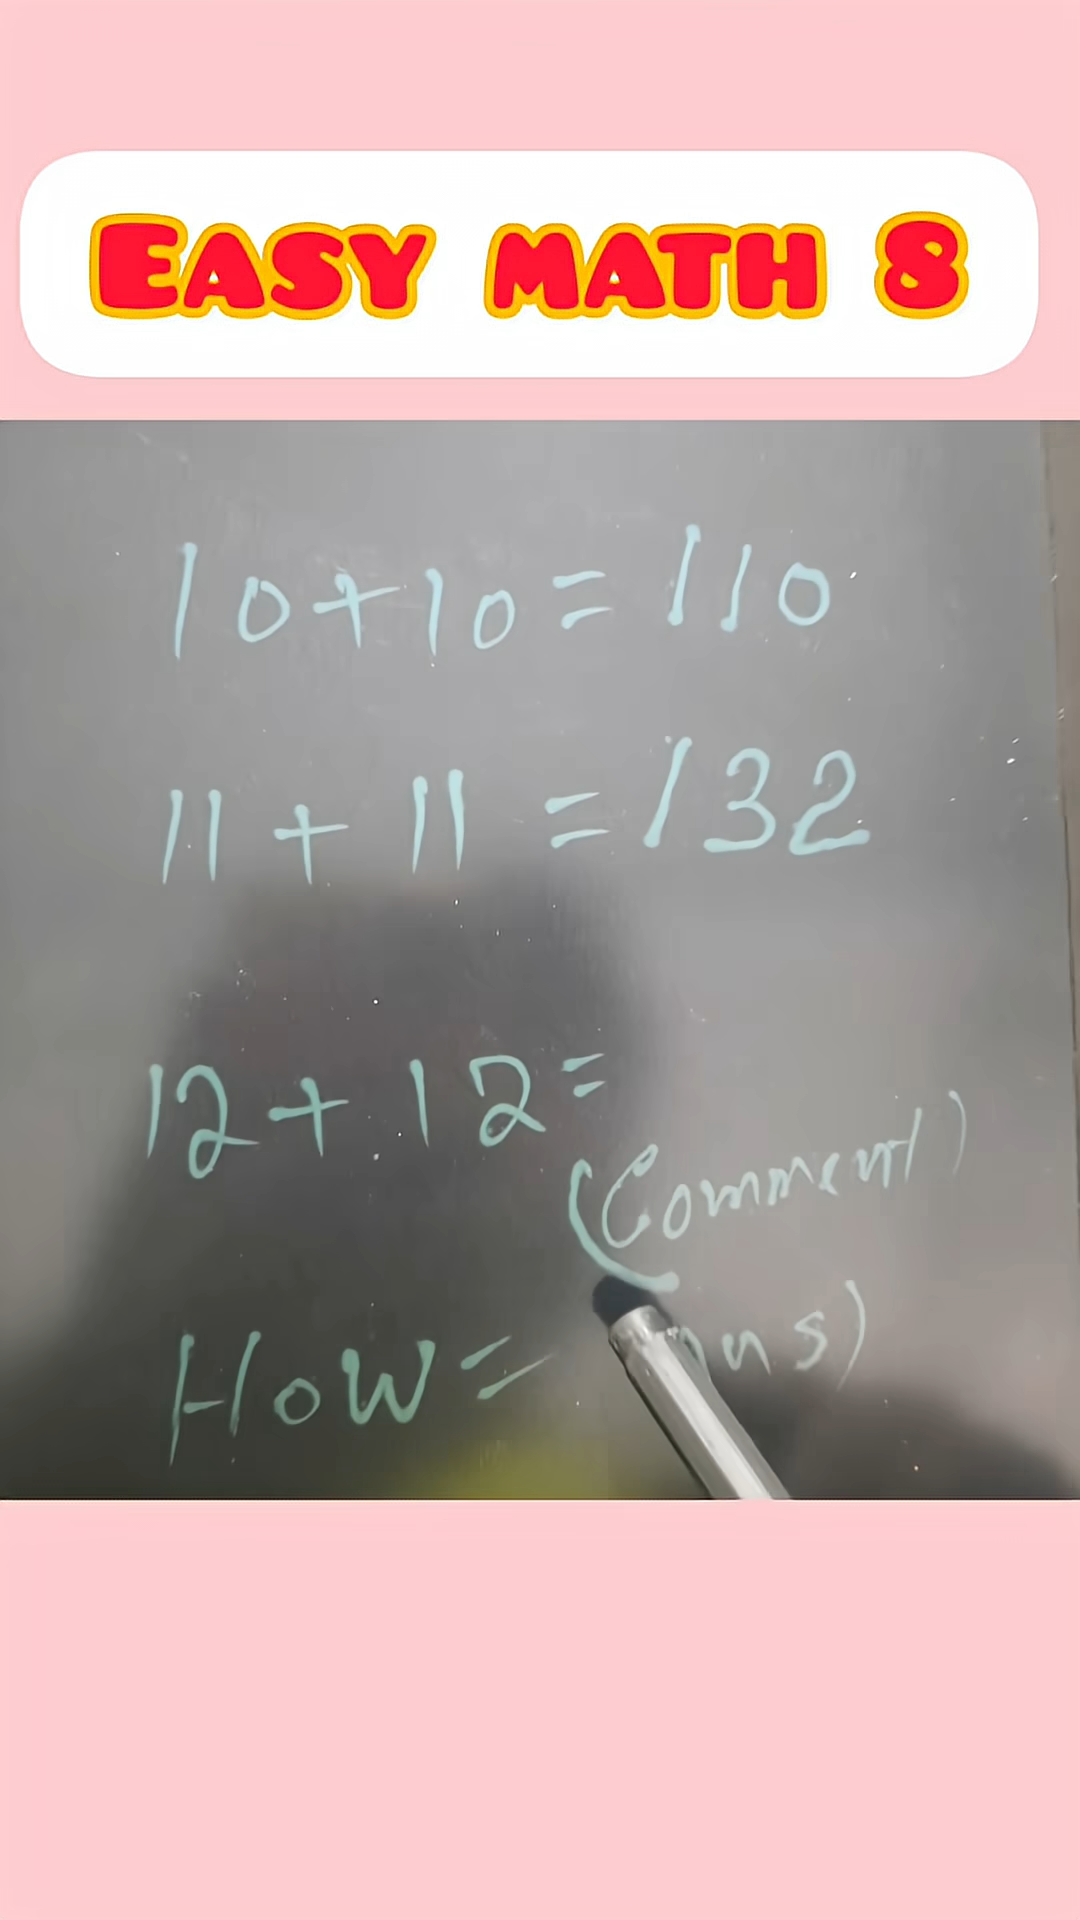 EASY MATH 8
10+10=110
11+11=132
12+12=
(Comment)
How=